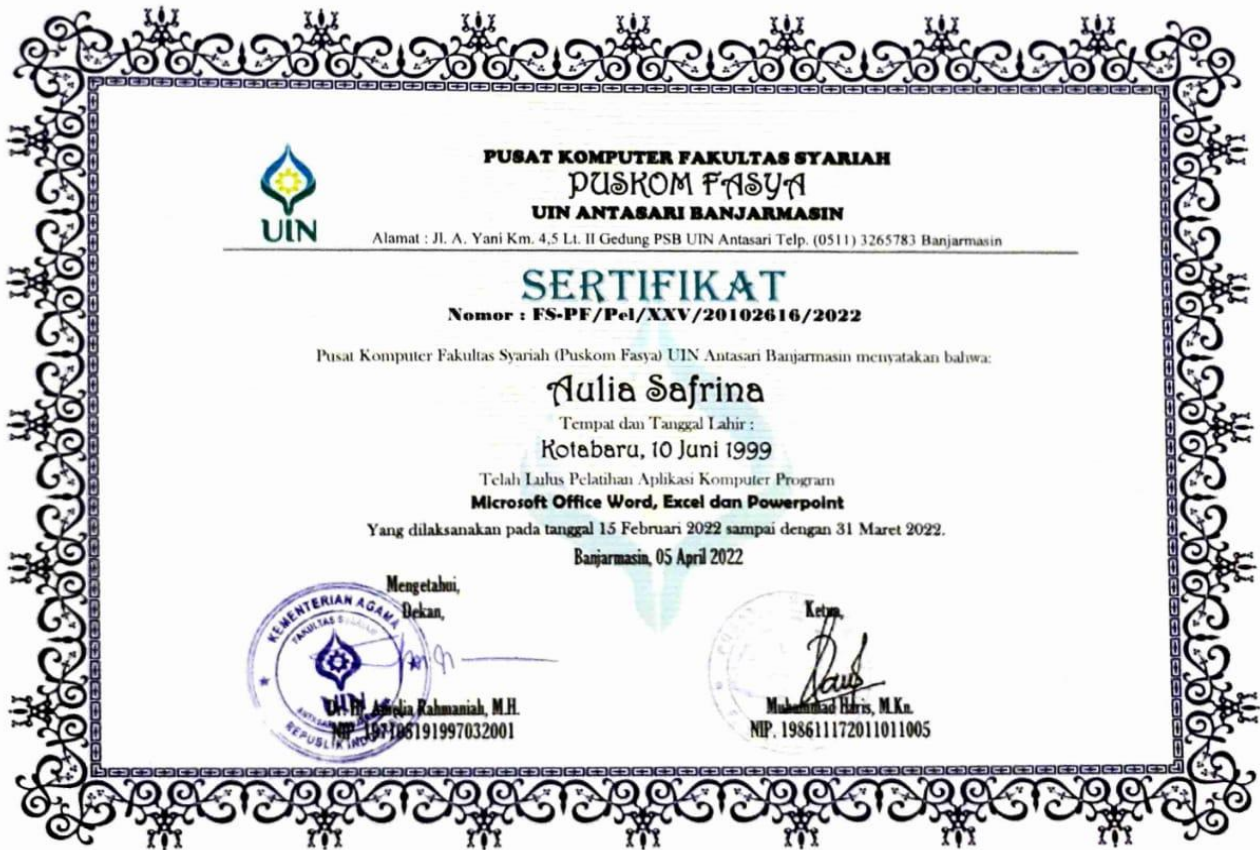 PUSAT KOMPUTER FAKULTAS SYARIAH
PUSKOM FASYA
UIN ANTASARI BANJARMASIN
UIN
Alamat : Jl. A. Yani Km. 4,5 Lt. II Gedung PSB UIN Antasari Telp. (0511) 3265783 Banjarmasin
SERTIFIKAT
Nomor : FS-PF/Pel/XXV/20102616/2022
Pusat Komputer Fakultas Syariah (Puskom Fasya) UIN Antasari Banjarmasin menyatakan bahwa:
Aulia Safrina
Tempat dan Tanggal Lahir :
Kotabaru, 10 Juni 1999
Telah Lulus Pelatihan Aplikasi Komputer Program
Microsoft Office Word, Excel dan Powerpoint
Yang dilaksanakan pada tanggal 15 Februari 2022 sampai dengan 31 Maret 2022.
Banjarmasin, 05 April 2022
Mengetahui,
Dekan,
KEMENTERIAN AGAMA
FAKULTAS SYARIAH
UIN
REPUBLIK
Amelia Rahmaniah, M.H.
NIP.
Ketua,
Muhammad Haris, M.Kn.
NIP. 198611172011011005